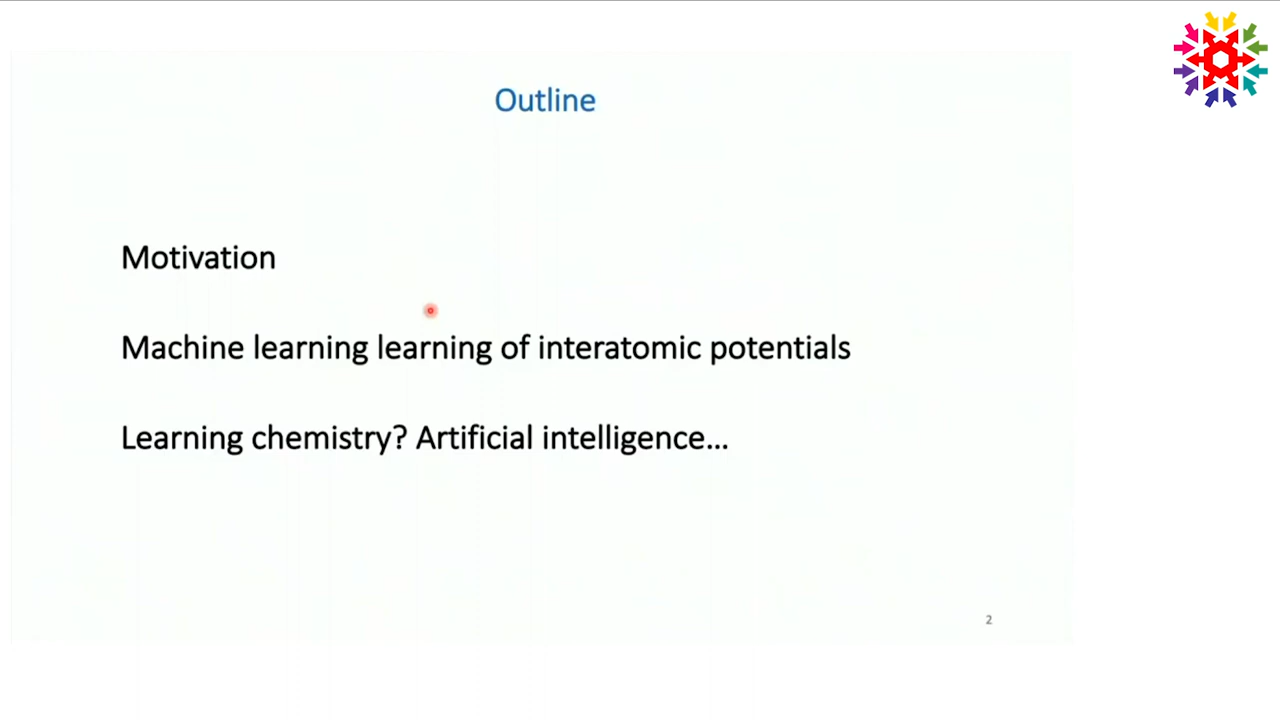 Outline
Motivation
Machine learning learning of interatomic potentials
Learning chemistry? Artificial intelligence...
2